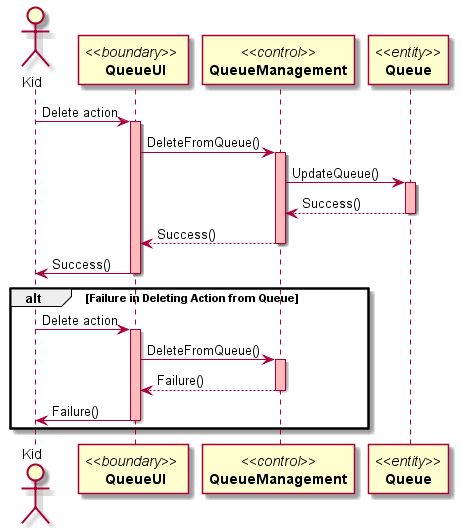 Kid
<<boundary>>
QueueUI
<<control>>
QueueManagement
<<entity>>
Queue
Delete action
DeleteFromQueue()
UpdateQueue()
Success()
Success()
Success()
alt
[Failure in Deleting Action from Queue]
Delete action
DeleteFromQueue()
Failure()
Failure()
Kid
<<boundary>>
QueueUI
<<control>>
QueueManagement
<<entity>>
Queue